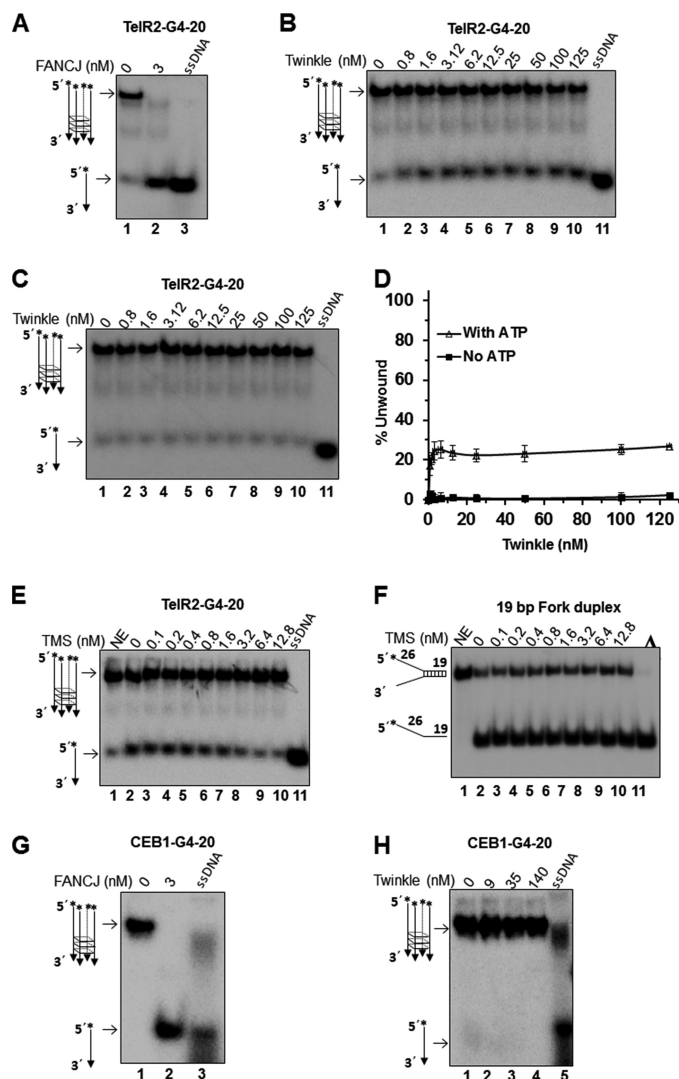 A
TelR2-G4-20
FANCJ (nM) 0 3 ssDNA
5´* ***
3´
5´*
3´
1 2 3
B
TelR2-G4-20
Twinkle (nM) 0 0.8 1.6 3.12 6.2 12.5 25 50 100 125 ssDNA
5´* ***
3´
5´*
3´
1 2 3 4 5 6 7 8 9 10 11
C
TelR2-G4-20
Twinkle (nM) 0 0.8 1.6 3.12 6.2 12.5 25 50 100 125 ssDNA
5´* ***
3´
5´*
3´
1 2 3 4 5 6 7 8 9 10 11
D
100
80
60
40
20
0
% Unwound
With ATP
No ATP
0 20 40 60 80 100 120
Twinkle (nM)
E
TelR2-G4-20
TMS (nM) NE 0 0.1 0.2 0.4 0.8 1.6 3.2 6.4 12.8 ssDNA
5´* ***
3´
5´*
3´
1 2 3 4 5 6 7 8 9 10 11
F
19 bp Fork duplex
TMS (nM) NE 0 0.1 0.2 0.4 0.8 1.6 3.2 6.4 12.8
5´* 26 19
3´
5´* 26 19
1 2 3 4 5 6 7 8 9 10 11
G
CEB1-G4-20
FANCJ (nM) 0 3 ssDNA
5´* ***
3´
5´*
3´
1 2 3
H
CEB1-G4-20
Twinkle (nM) 0 9 35 140 ssDNA
5´* ***
3´
5´*
3´
1 2 3 4 5